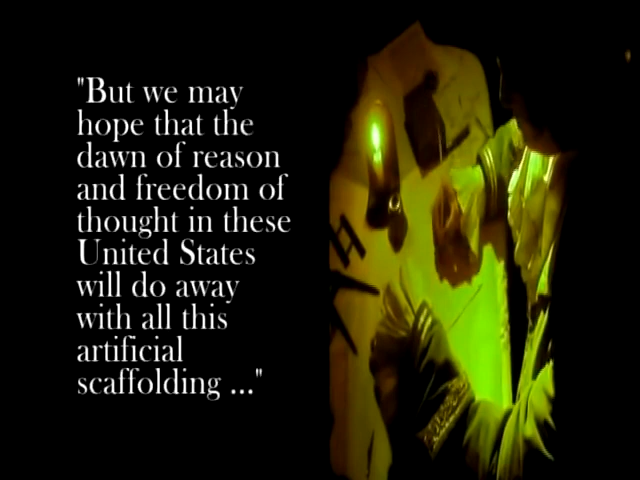 "But we may
hope that the
dawn of reason
and freedom of
thought in these
United States
will do away
with all this
artificial
scaffolding ..."